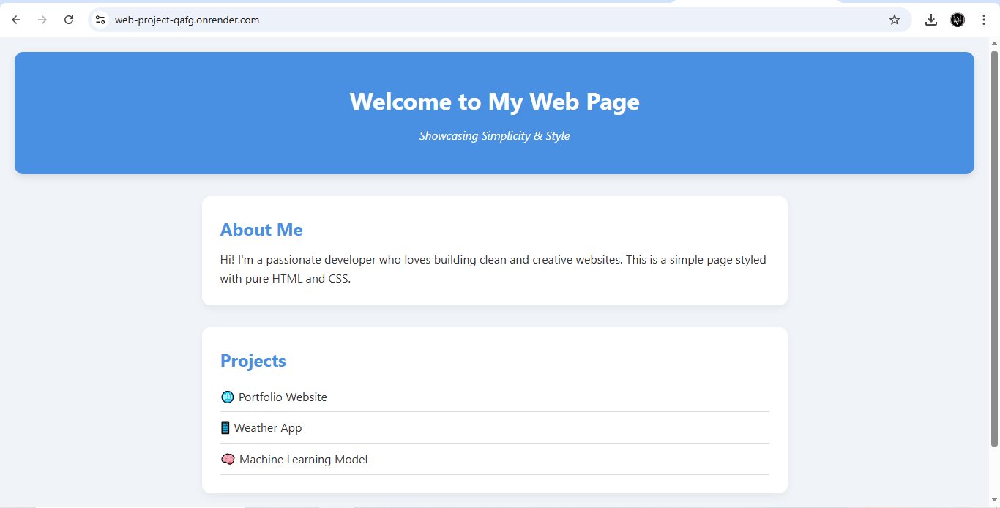 web-project-qafg.onrender.com
Welcome to My Web Page
Showcasing Simplicity & Style
About Me
Hi! I'm a passionate developer who loves building clean and creative websites. This is a simple page styled
with pure HTML and CSS.
Projects
🌐 Portfolio Website
📱 Weather App
🧠 Machine Learning Model